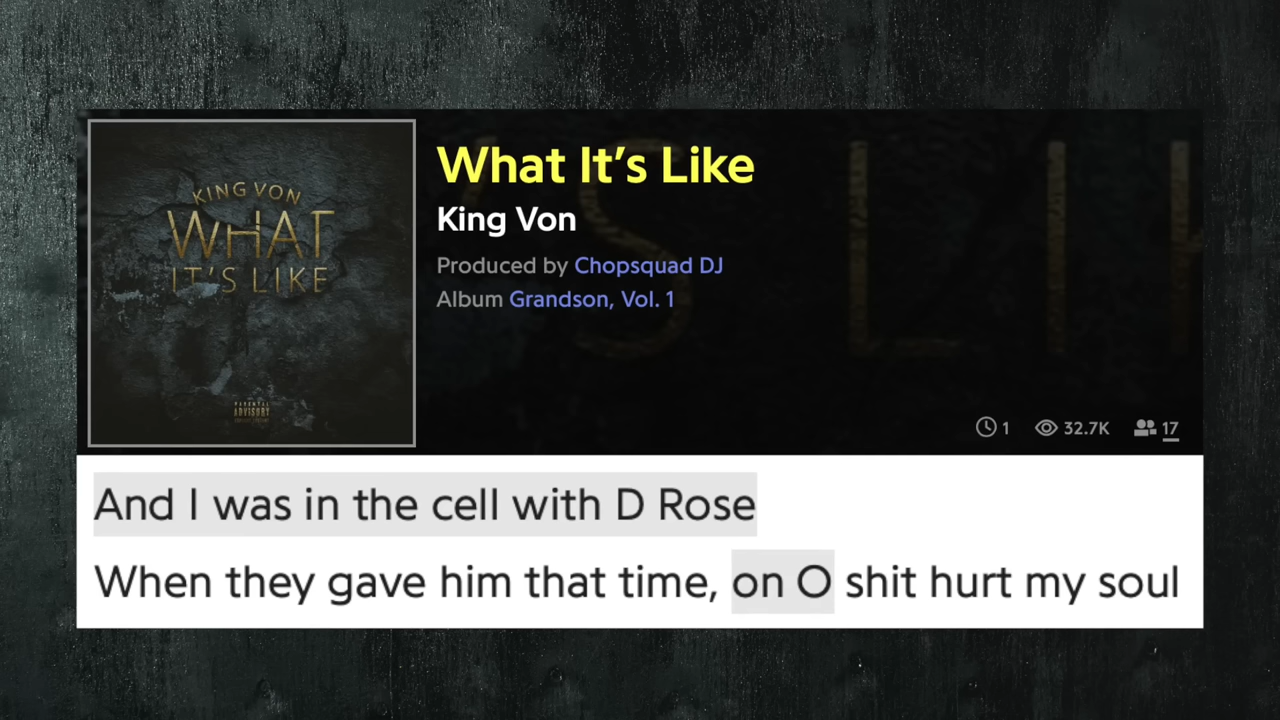 KING VON
WHAT
IT'S LIKE
PARENTAL
ADVISORY
What It's Like
King Von
Produced by Chopsquad DJ
Album Grandson, Vol. 1
1 32.7K 17
And I was in the cell with D Rose
When they gave him that time, on O shit hurt my soul